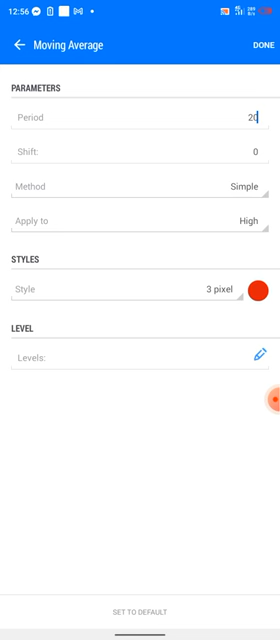 12:56
Moving Average DONE
PARAMETERS
Period 20
Shift: 0
Method Simple
Apply to High
STYLES
Style 3 pixel
LEVEL
Levels:
SET TO DEFAULT